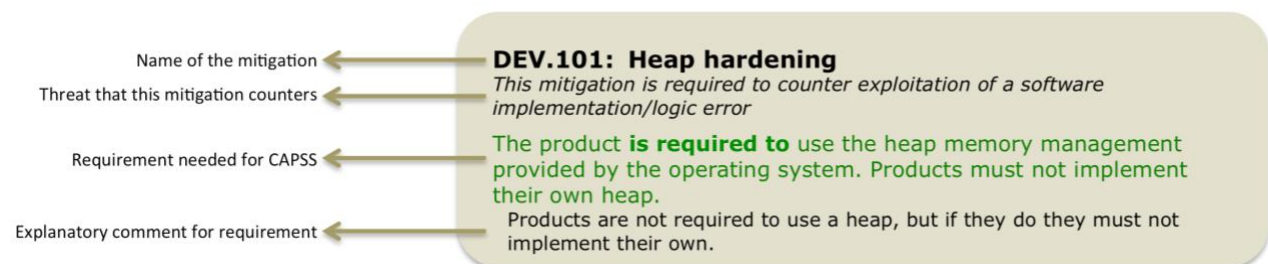 Name of the mitigation
DEV.101: Heap hardening
Threat that this mitigation counters
This mitigation is required to counter exploitation of a software
implementation/logic error
Requirement needed for CAPSS
The product is required to use the heap memory management
provided by the operating system. Products must not implement
their own heap.
Explanatory comment for requirement
Products are not required to use a heap, but if they do they must not
implement their own.